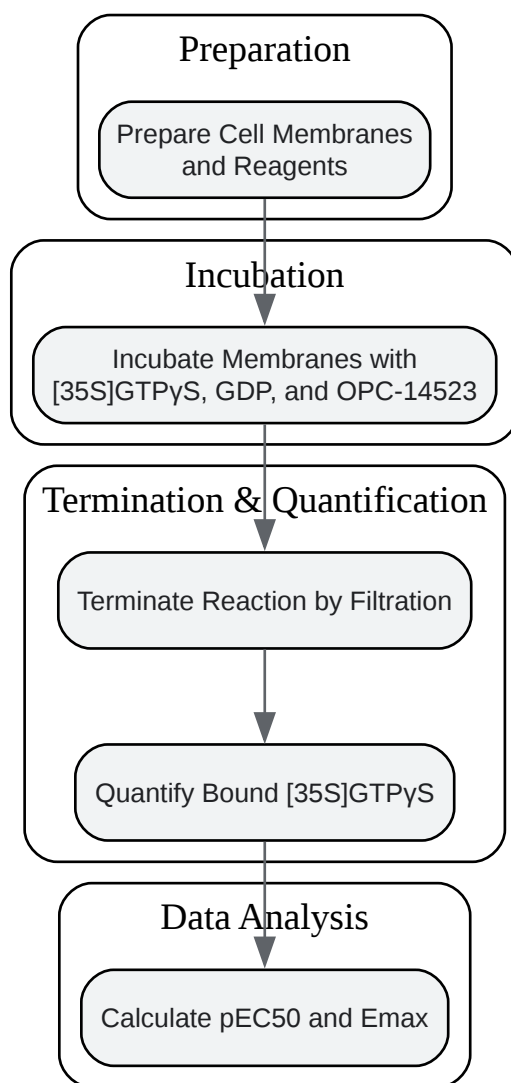 Preparation
Prepare Cell Membranes
and Reagents
Incubation
Incubate Membranes with
[35S]GTPγS, GDP, and OPC-14523
Termination & Quantification
Terminate Reaction by Filtration
Quantify Bound [35S]GTPγS
Data Analysis
Calculate pEC50 and Emax